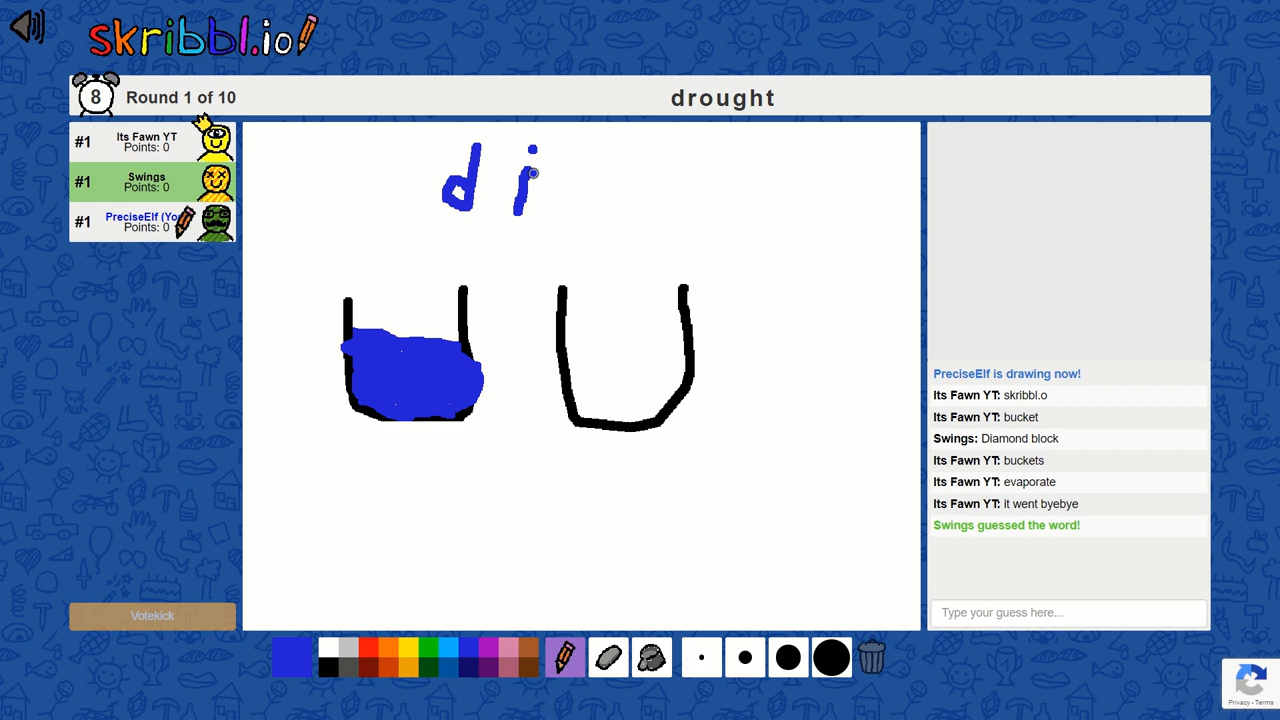 skribbl.io
8
Round 1 of 10
drought
#1
Its Fawn YT
Points: 0
#1
Swings
Points: 0
#1
PreciseElf (You
Points: 0
d i
PreciseElf is drawing now!
Its Fawn YT: skribbl.o
Its Fawn YT: bucket
Swings: Diamond block
Its Fawn YT: buckets
Its Fawn YT: evaporate
Its Fawn YT: it went byebye
Swings guessed the word!
Type your guess here...
Votekick
Privacy - Terms